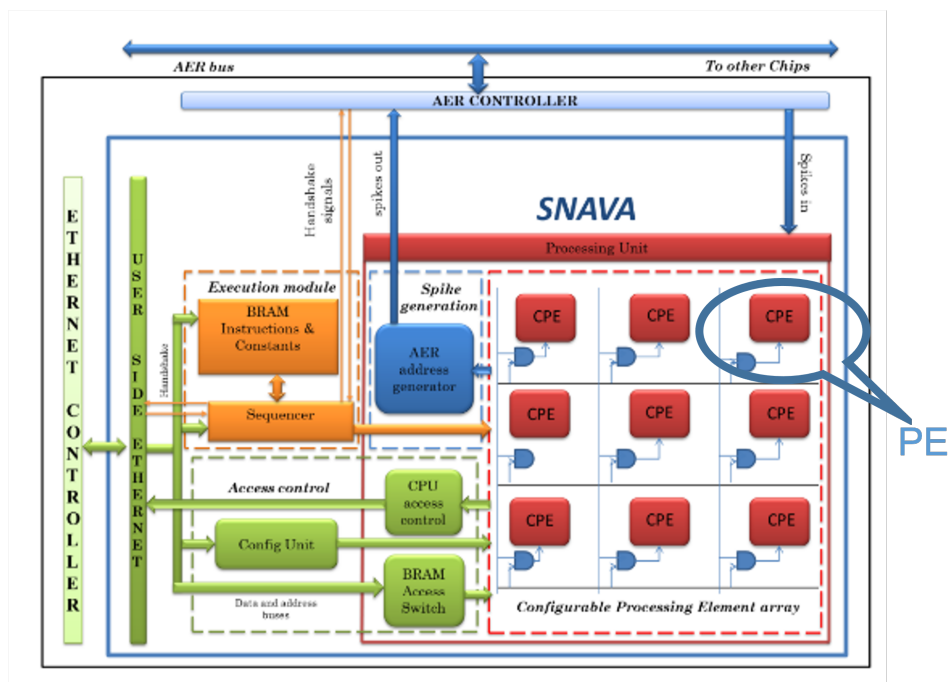 AER bus
To other Chips
AER CONTROLLER
Handshake
signals
spikes out
Spikes in
SNAVA
Processing Unit
ETHERNET CONTROLLER
USER SIDE ETHERNET
Handshake
Execution module
BRAM
Instructions &
Constants
Sequencer
Spike
generation
AER
address
generator
CPE
CPE
CPE
PE
CPE
CPE
CPE
CPE
CPE
CPE
Configurable Processing Element array
Access control
CPU
access
control
Config Unit
BRAM
Access
Switch
Data and address
buses